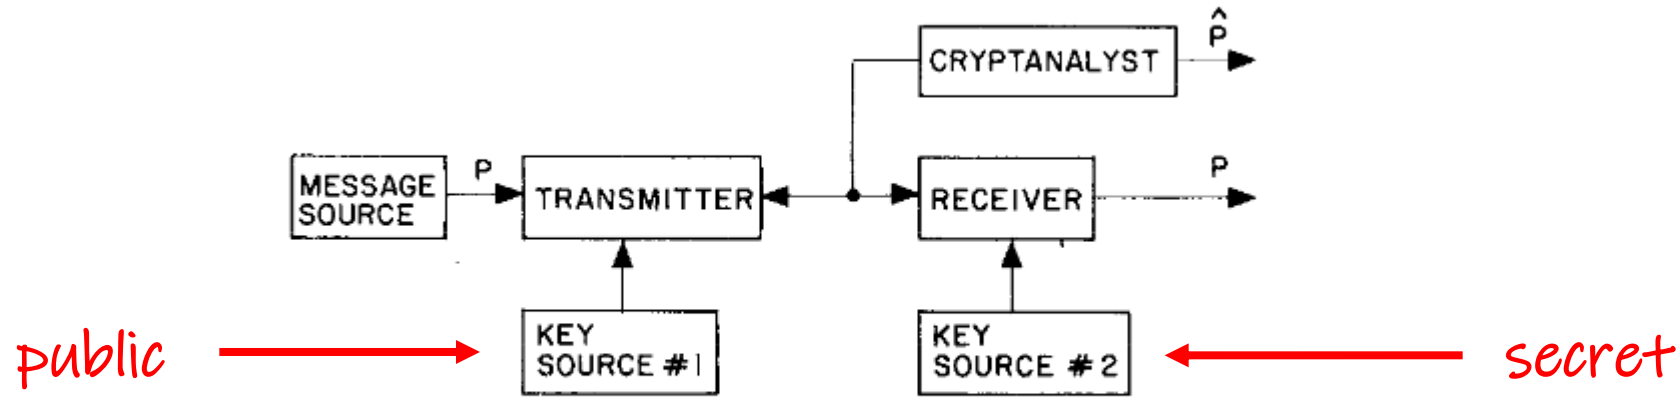 P̂
CRYPTANALYST
P
P
MESSAGE
SOURCE
TRANSMITTER
RECEIVER
public
KEY
SOURCE #1
KEY
SOURCE #2
secret